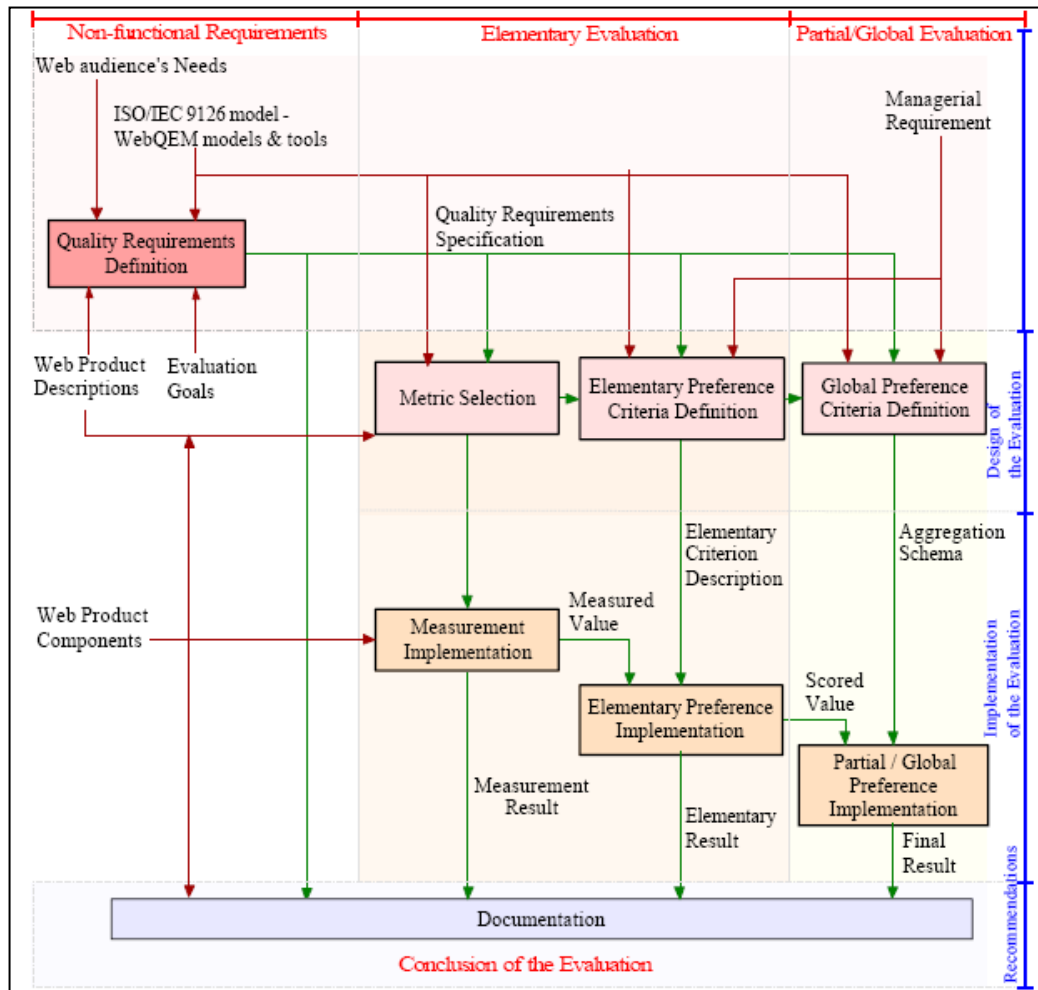 Non-functional Requirements
Elementary Evaluation
Partial/Global Evaluation
Web audience's Needs
ISO/IEC 9126 model -
WebQEM models & tools
Managerial
Requirement
Quality Requirements
Definition
Quality Requirements
Specification
Web Product
Descriptions
Evaluation
Goals
Metric Selection
Elementary Preference
Criteria Definition
Global Preference
Criteria Definition
Design of
the Evaluation
Elementary
Criterion
Description
Aggregation
Schema
Web Product
Components
Measurement
Implementation
Measured
Value
Elementary Preference
Implementation
Scored
Value
Partial / Global
Preference
Implementation
Implementation
of the Evaluation
Measurement
Result
Elementary
Result
Final
Result
Recommendations
Documentation
Conclusion of the Evaluation